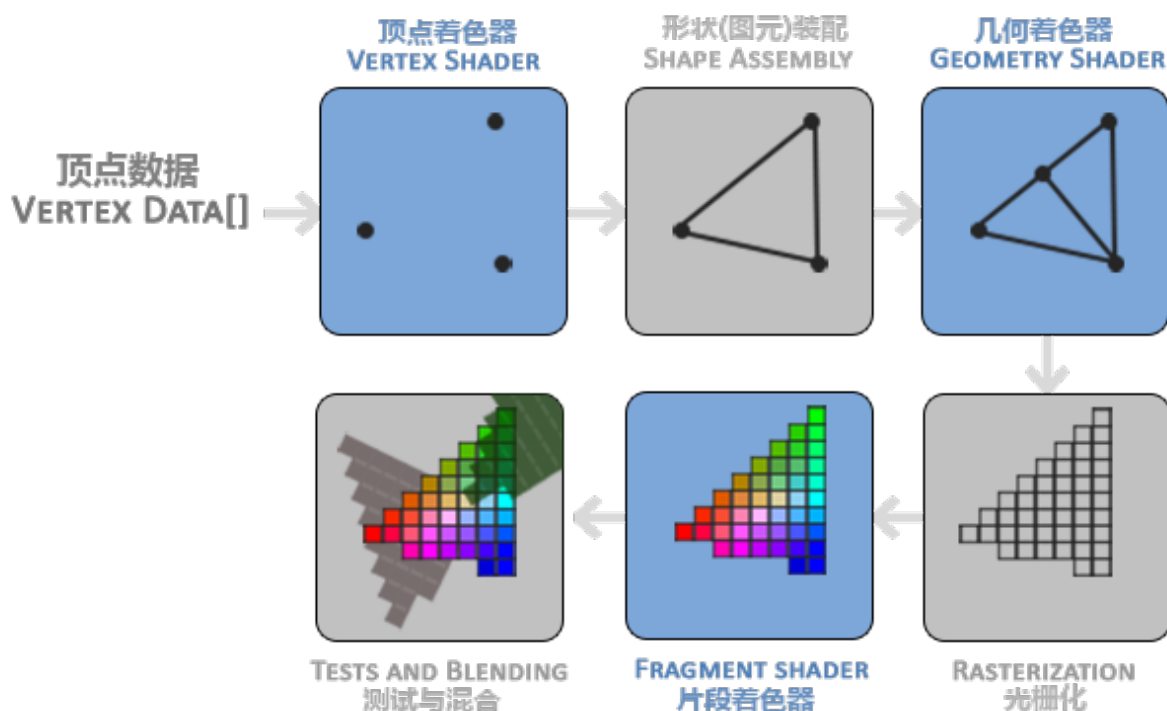 顶点着色器
VERTEX SHADER
形状(图元)装配
SHAPE ASSEMBLY
几何着色器
GEOMETRY SHADER
顶点数据
VERTEX DATA[]
TESTS AND BLENDING
测试与混合
FRAGMENT SHADER
片段着色器
RASTERIZATION
光栅化